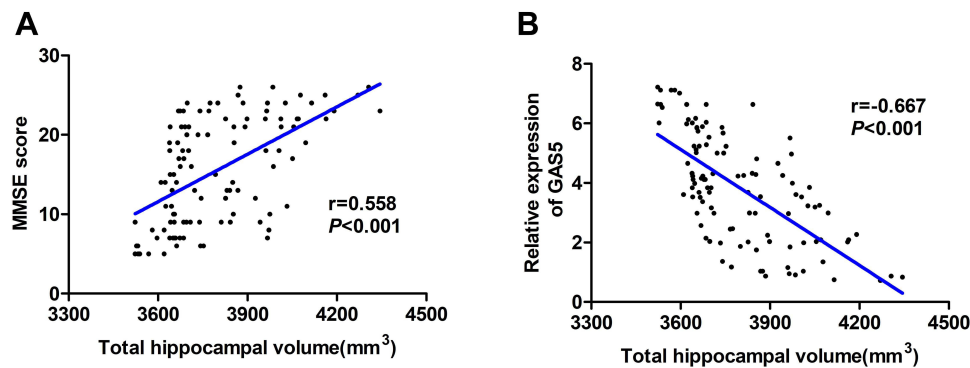 A
MMSE score
30
20
10
0
r=0.558
P<0.001
3300 3600 3900 4200 4500
Total hippocampal volume(mm³)
B
Relative expression
of GAS5
8
6
4
2
0
r=-0.667
P<0.001
3300 3600 3900 4200 4500
Total hippocampal volume(mm³)